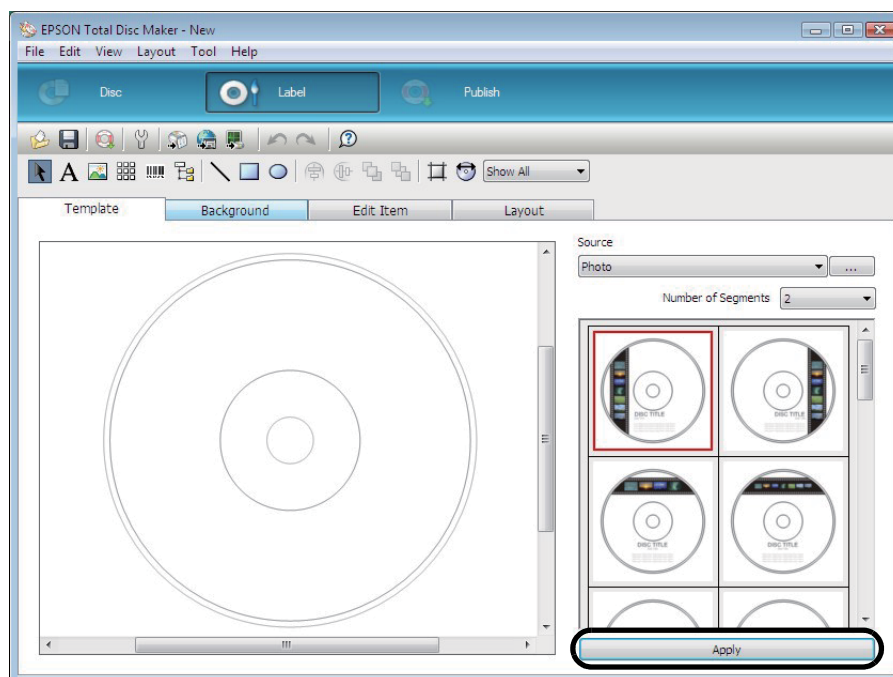 EPSON Total Disc Maker - New
File Edit View Layout Tool Help
Disc Label Publish
A Show All
Template Background Edit Item Layout
Source
Photo ...
Number of Segments 2
DISC TITLE DISC TITLE
DISC TITLE DISC TITLE
Apply